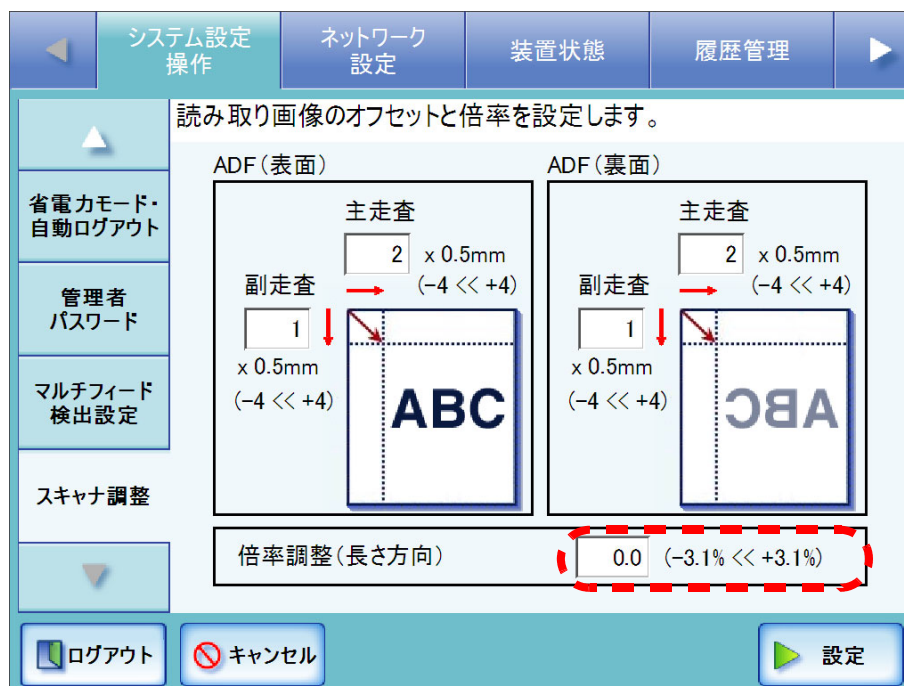 システム設定
操作
ネットワーク
設定
装置状態
履歴管理
読み取り画像のオフセットと倍率を設定します。
省電力モード・
自動ログアウト
管理者
パスワード
マルチフィード
検出設定
スキャナ調整
ADF(表面)
主走査
2 x 0.5mm
(-4 << +4)
副走査
1
x 0.5mm
(-4 << +4)
ABC
ADF(裏面)
主走査
2 x 0.5mm
(-4 << +4)
副走査
1
x 0.5mm
(-4 << +4)
ABC
倍率調整(長さ方向) 0.0 (-3.1% << +3.1%)
ログアウト
キャンセル
設定